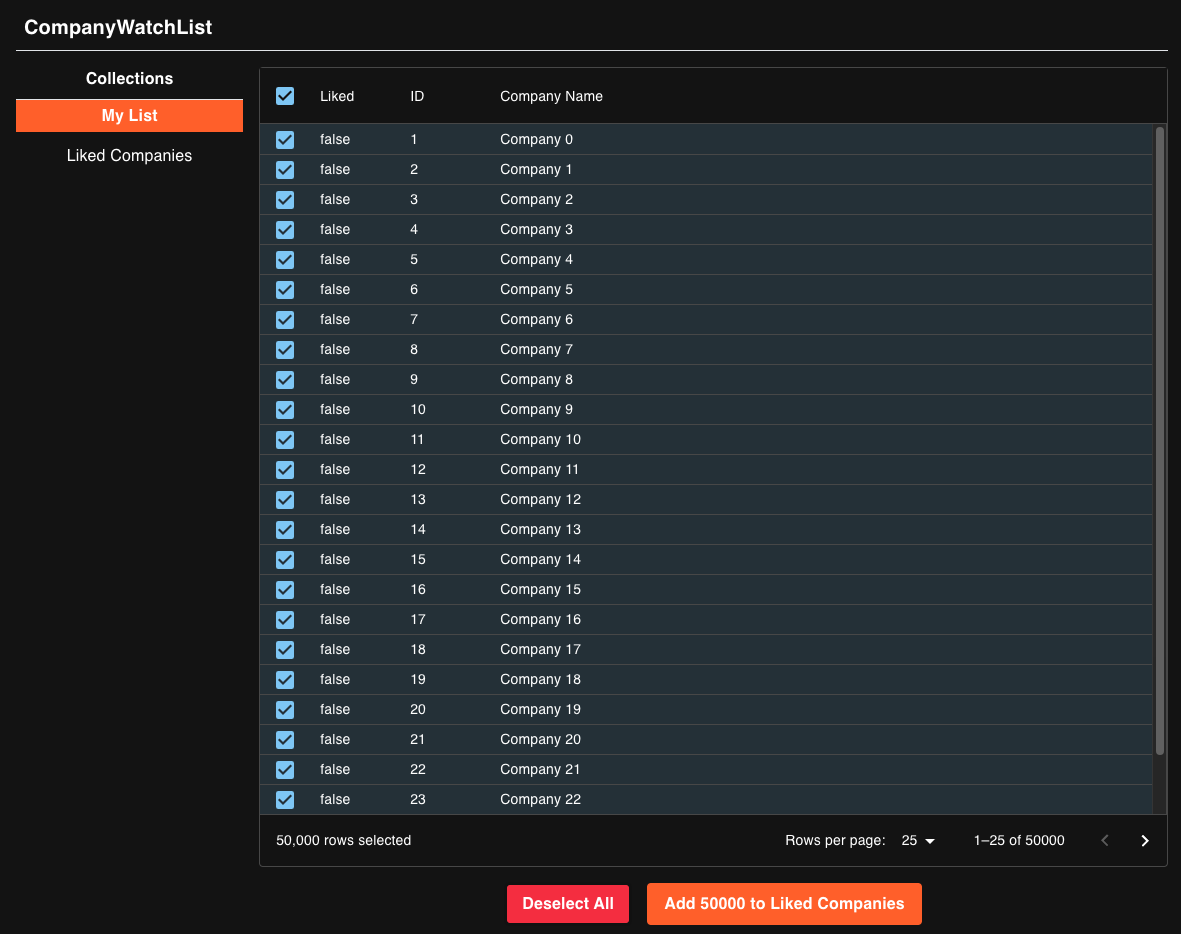 CompanyWatchList
Collections
My List
Liked Companies
Liked ID Company Name
false 1 Company 0
false 2 Company 1
false 3 Company 2
false 4 Company 3
false 5 Company 4
false 6 Company 5
false 7 Company 6
false 8 Company 7
false 9 Company 8
false 10 Company 9
false 11 Company 10
false 12 Company 11
false 13 Company 12
false 14 Company 13
false 15 Company 14
false 16 Company 15
false 17 Company 16
false 18 Company 17
false 19 Company 18
false 20 Company 19
false 21 Company 20
false 22 Company 21
false 23 Company 22
50,000 rows selected Rows per page: 25 1–25 of 50000
Deselect All Add 50000 to Liked Companies